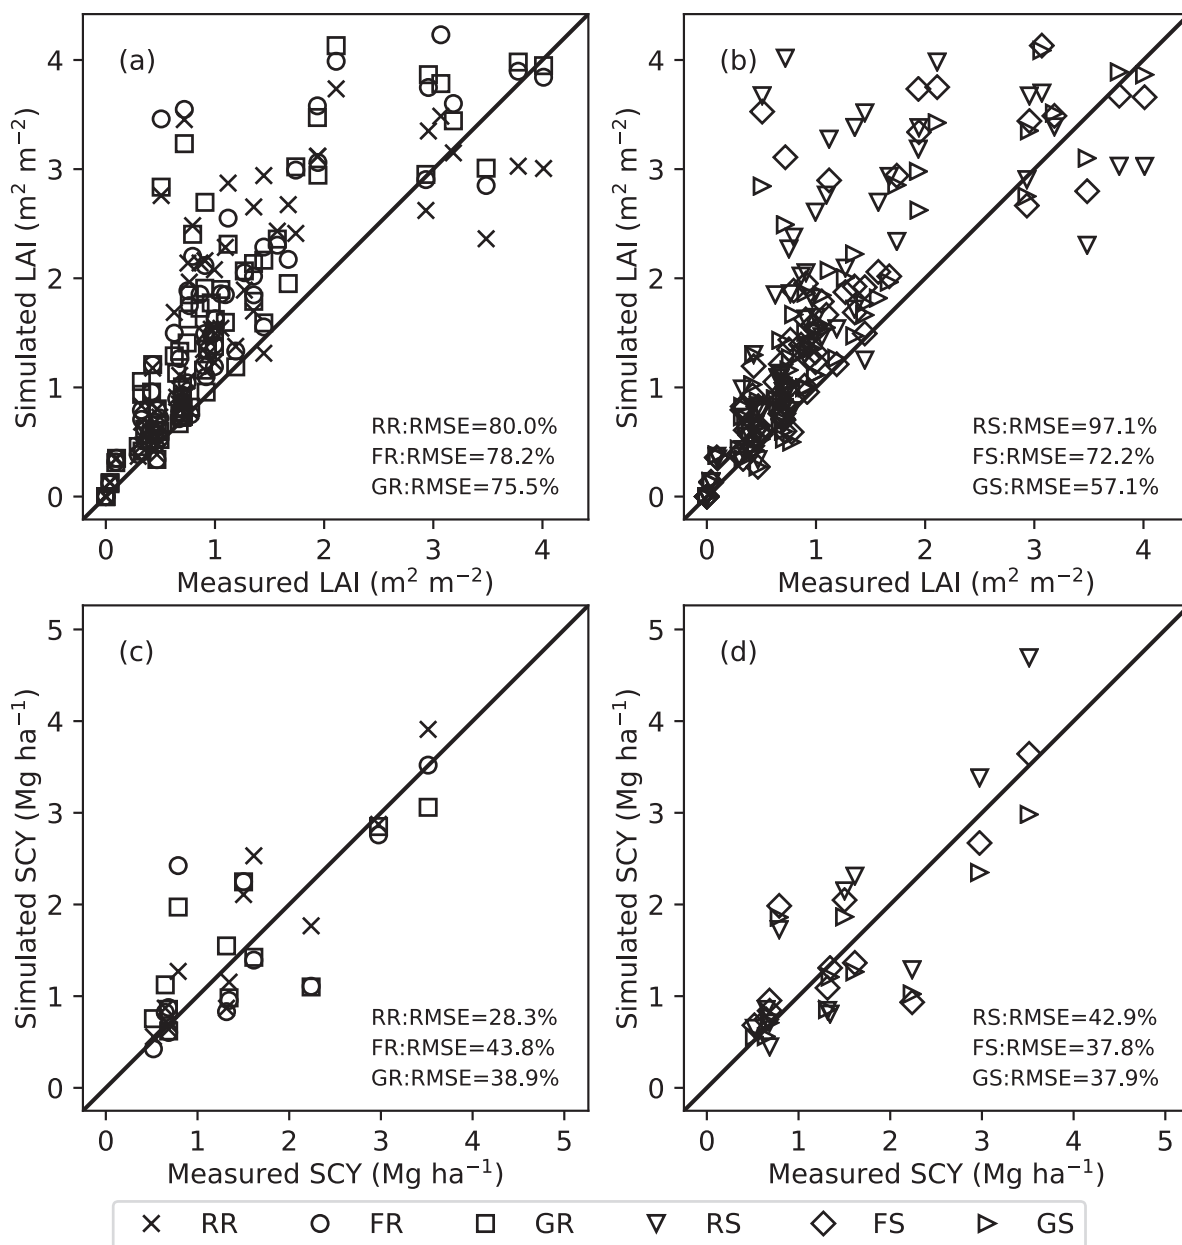 (a)
4
3
2
1
0
Simulated LAI (m² m⁻²)
RR:RMSE=80.0%
FR:RMSE=78.2%
GR:RMSE=75.5%
0 1 2 3 4
Measured LAI (m² m⁻²)
(b)
4
3
2
1
0
Simulated LAI (m² m⁻²)
RS:RMSE=97.1%
FS:RMSE=72.2%
GS:RMSE=57.1%
0 1 2 3 4
Measured LAI (m² m⁻²)
(c)
5
4
3
2
1
0
Simulated SCY (Mg ha⁻¹)
RR:RMSE=28.3%
FR:RMSE=43.8%
GR:RMSE=38.9%
0 1 2 3 4 5
Measured SCY (Mg ha⁻¹)
(d)
5
4
3
2
1
0
Simulated SCY (Mg ha⁻¹)
RS:RMSE=42.9%
FS:RMSE=37.8%
GS:RMSE=37.9%
0 1 2 3 4 5
Measured SCY (Mg ha⁻¹)
RR FR GR RS FS GS